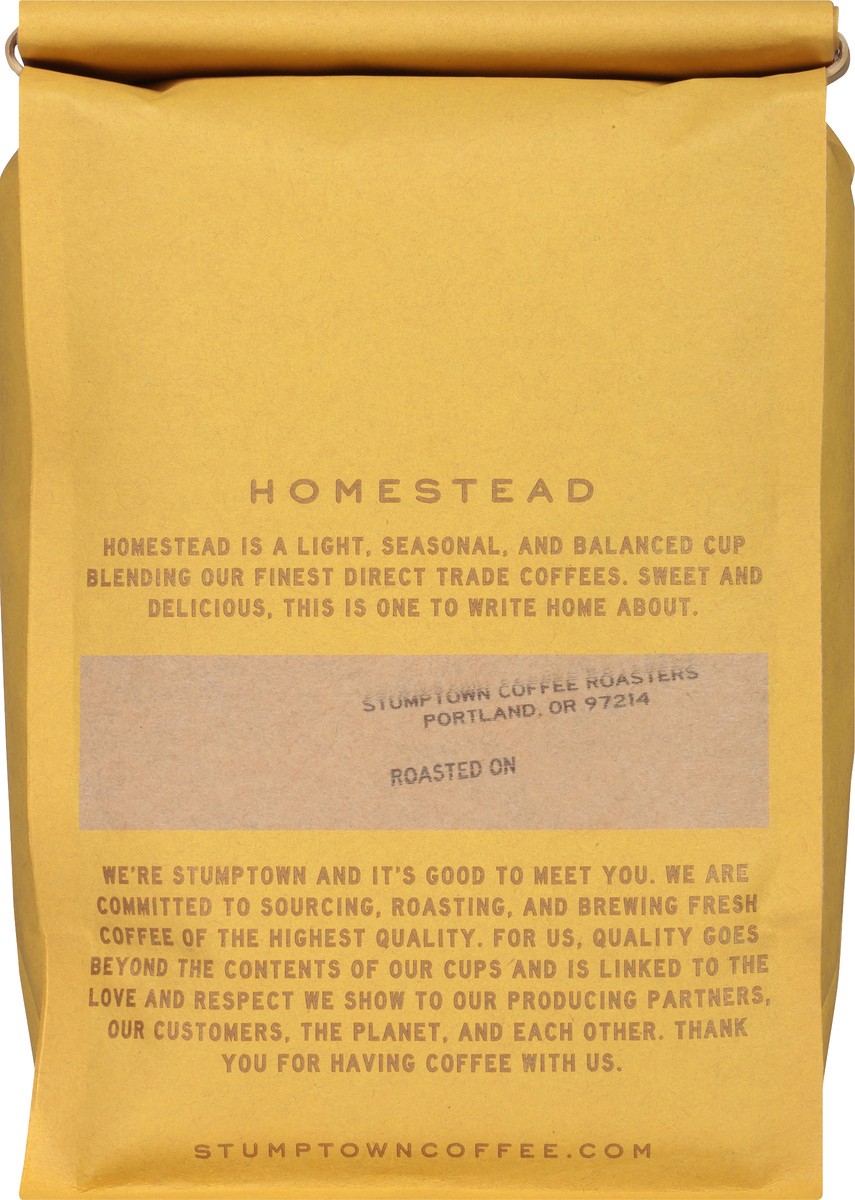 HOMESTEAD
HOMESTEAD IS A LIGHT, SEASONAL, AND BALANCED CUP
BLENDING OUR FINEST DIRECT TRADE COFFEES. SWEET AND
DELICIOUS, THIS IS ONE TO WRITE HOME ABOUT.
STUMPTOWN COFFEE ROASTERS
PORTLAND, OR 97214
ROASTED ON
WE'RE STUMPTOWN AND IT'S GOOD TO MEET YOU. WE ARE
COMMITTED TO SOURCING, ROASTING, AND BREWING FRESH
COFFEE OF THE HIGHEST QUALITY. FOR US, QUALITY GOES
BEYOND THE CONTENTS OF OUR CUPS AND IS LINKED TO THE
LOVE AND RESPECT WE SHOW TO OUR PRODUCING PARTNERS,
OUR CUSTOMERS, THE PLANET, AND EACH OTHER. THANK
YOU FOR HAVING COFFEE WITH US.
STUMPTOWNCOFFEE.COM